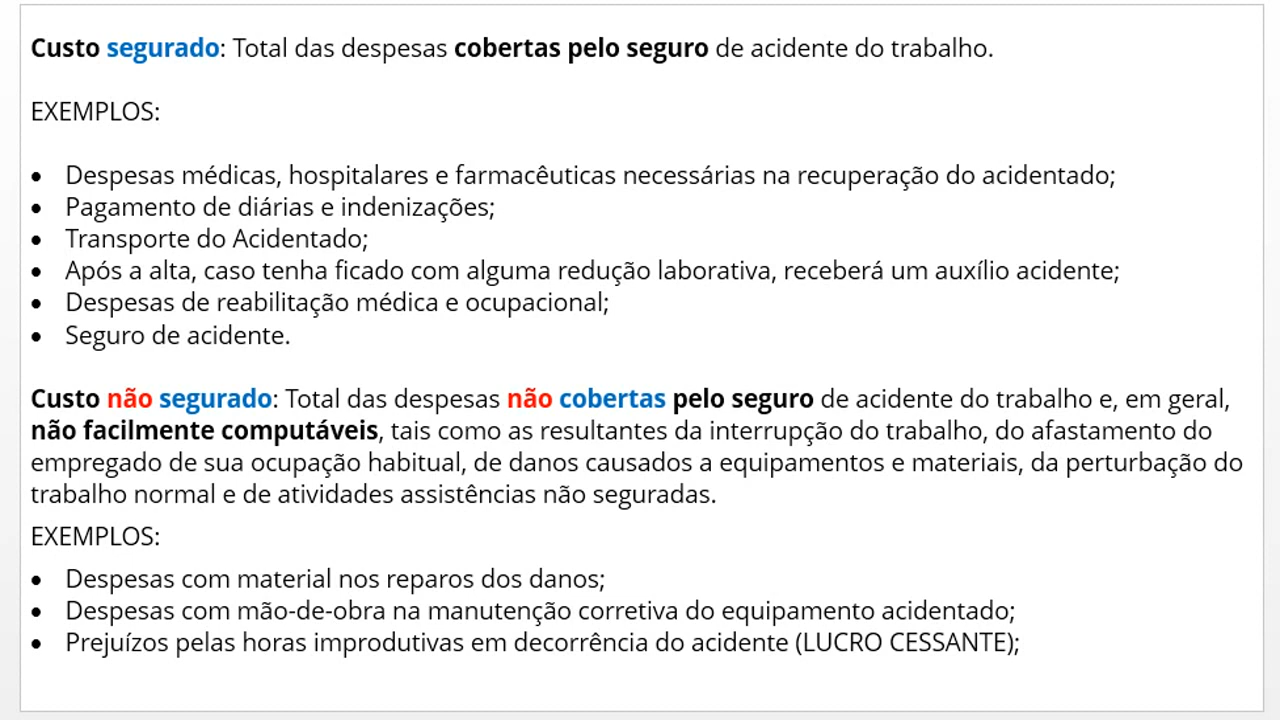 Custo segurado: Total das despesas cobertas pelo seguro de acidente do trabalho.
EXEMPLOS:
• Despesas médicas, hospitalares e farmacêuticas necessárias na recuperação do acidentado;
• Pagamento de diárias e indenizações;
• Transporte do Acidentado;
• Após a alta, caso tenha ficado com alguma redução laborativa, receberá um auxílio acidente;
• Despesas de reabilitação médica e ocupacional;
• Seguro de acidente.
Custo não segurado: Total das despesas não cobertas pelo seguro de acidente do trabalho e, em geral,
não facilmente computáveis, tais como as resultantes da interrupção do trabalho, do afastamento do
empregado de sua ocupação habitual, de danos causados a equipamentos e materiais, da perturbação do
trabalho normal e de atividades assistências não seguradas.
EXEMPLOS:
• Despesas com material nos reparos dos danos;
• Despesas com mão-de-obra na manutenção corretiva do equipamento acidentado;
• Prejuízos pelas horas improdutivas em decorrência do acidente (LUCRO CESSANTE);